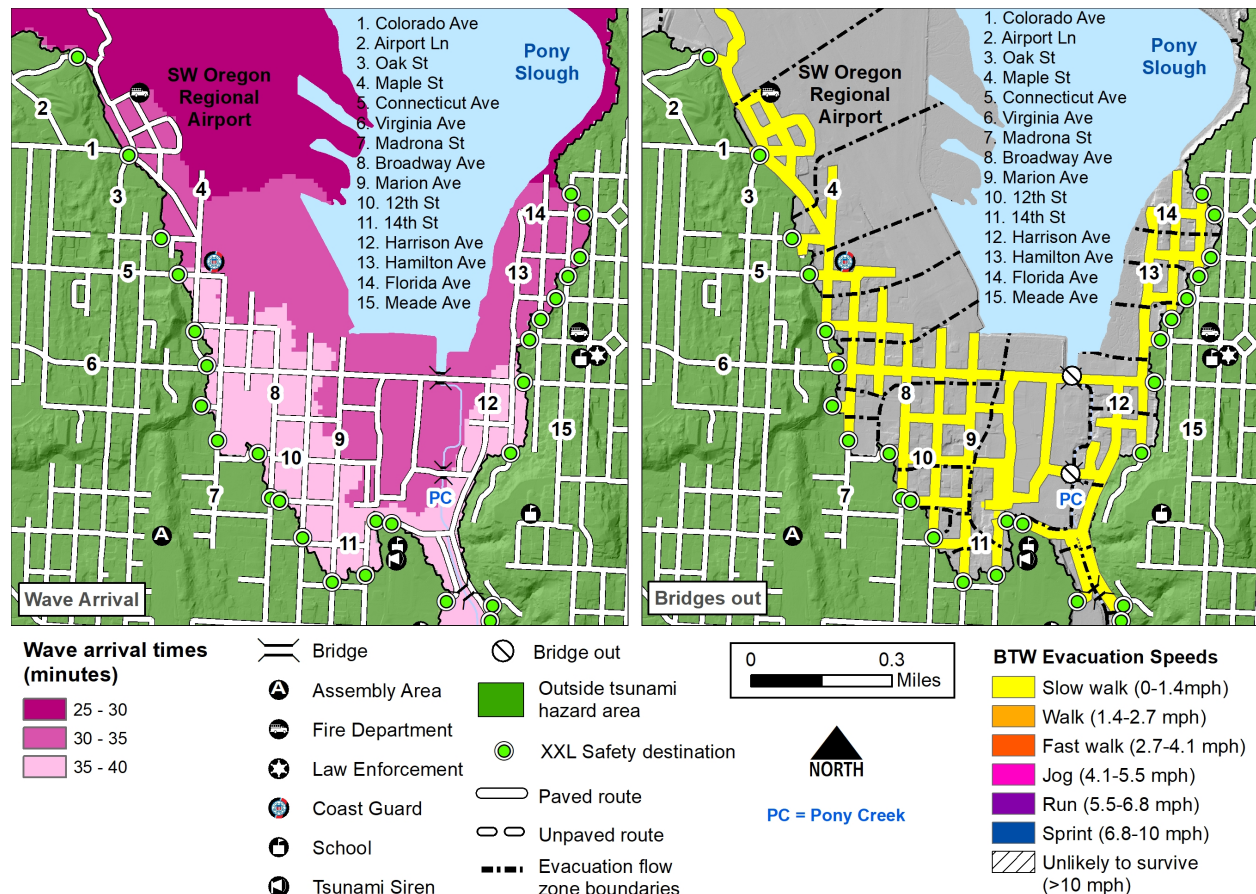 1. Colorado Ave
2. Airport Ln
3. Oak St
4. Maple St
5. Connecticut Ave
6. Virginia Ave
7. Madrona St
8. Broadway Ave
9. Marion Ave
10. 12th St
11. 14th St
12. Harrison Ave
13. Hamilton Ave
14. Florida Ave
15. Meade Ave
Pony
Slough
SW Oregon
Regional
Airport
2
1
3
4
14
5
13
6
8
12
9
15
10
7
PC
A
11
Wave Arrival
1. Colorado Ave
2. Airport Ln
3. Oak St
4. Maple St
5. Connecticut Ave
6. Virginia Ave
7. Madrona St
8. Broadway Ave
9. Marion Ave
10. 12th St
11. 14th St
12. Harrison Ave
13. Hamilton Ave
14. Florida Ave
15. Meade Ave
Pony
Slough
SW Oregon
Regional
Airport
2
1
3
4
14
5
13
6
8
12
9
15
10
7
PC
A
11
Bridges out
Wave arrival times
(minutes)
25 - 30
30 - 35
35 - 40
Bridge
A Assembly Area
Fire Department
Law Enforcement
Coast Guard
School
Tsunami Siren
Bridge out
Outside tsunami
hazard area
XXL Safety destination
Paved route
Unpaved route
Evacuation flow
zone boundaries
0 0.3
Miles
NORTH
PC = Pony Creek
BTW Evacuation Speeds
Slow walk (0-1.4mph)
Walk (1.4-2.7 mph)
Fast walk (2.7-4.1 mph)
Jog (4.1-5.5 mph)
Run (5.5-6.8 mph)
Sprint (6.8-10 mph)
Unlikely to survive
(>10 mph)